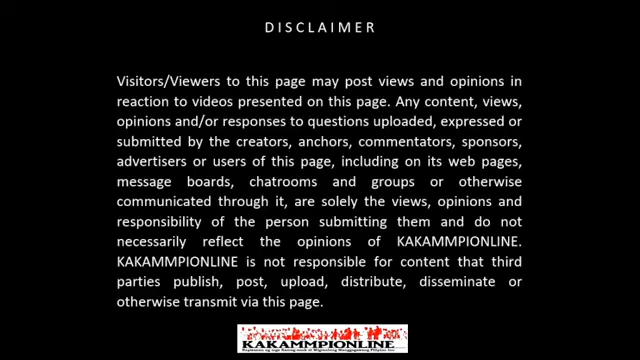 DISCLAIMER
Visitors/Viewers to this page may post views and opinions in
reaction to videos presented on this page. Any content, views,
opinions and/or responses to questions uploaded, expressed or
submitted by the creators, anchors, commentators, sponsors,
advertisers or users of this page, including on its web pages,
message boards, chatrooms and groups or otherwise
communicated through it, are solely the views, opinions and
responsibility of the person submitting them and do not
necessarily reflect the opinions of KAKAMMPIONLINE.
KAKAMMPIONLINE is not responsible for content that third
parties publish, post, upload, distribute, disseminate or
otherwise transmit via this page.
KAKAMMPIONLINE